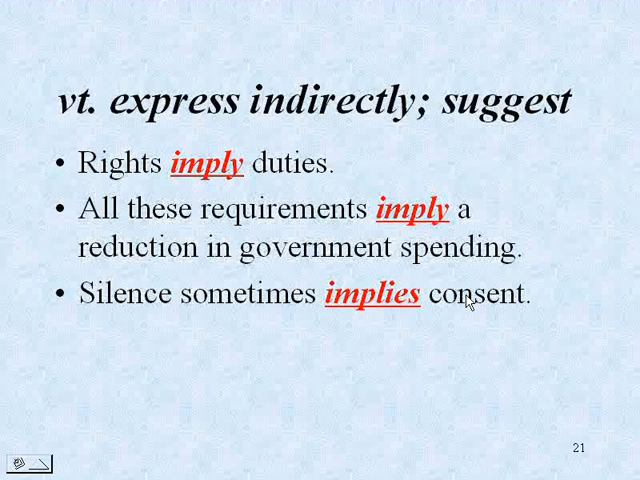 vt. express indirectly; suggest
• Rights imply duties.
• All these requirements imply a
reduction in government spending.
• Silence sometimes implies consent.
21